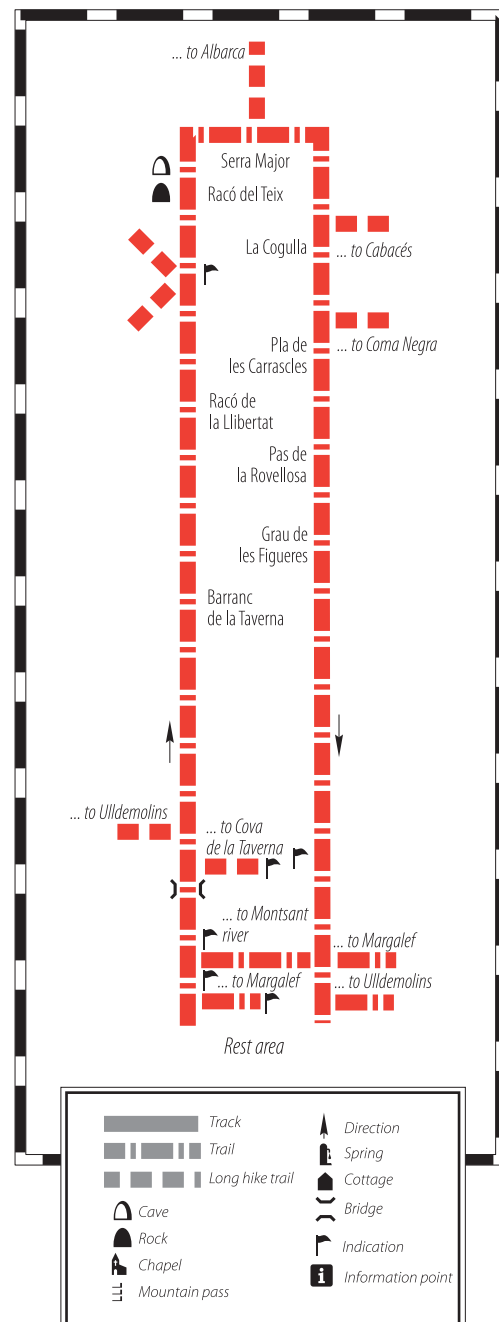 ... to Albarca
Serra Major
Racó del Teix
La Cogulla
... to Cabacés
Pla de
les Carrascles
... to Coma Negra
Racó de
la Llibertat
Pas de
la Rovellosa
Grau de
les Figueres
Barranc
de la Taverna
... to Ulldemolins
... to Cova
de la Taverna
... to Montsant
river
... to Margalef
... to Margalef
... to Ulldemolins
Rest area
Track
Trail
Long hike trail
Cave
Rock
Chapel
Mountain pass
Direction
Spring
Cottage
Bridge
Indication
i Information point